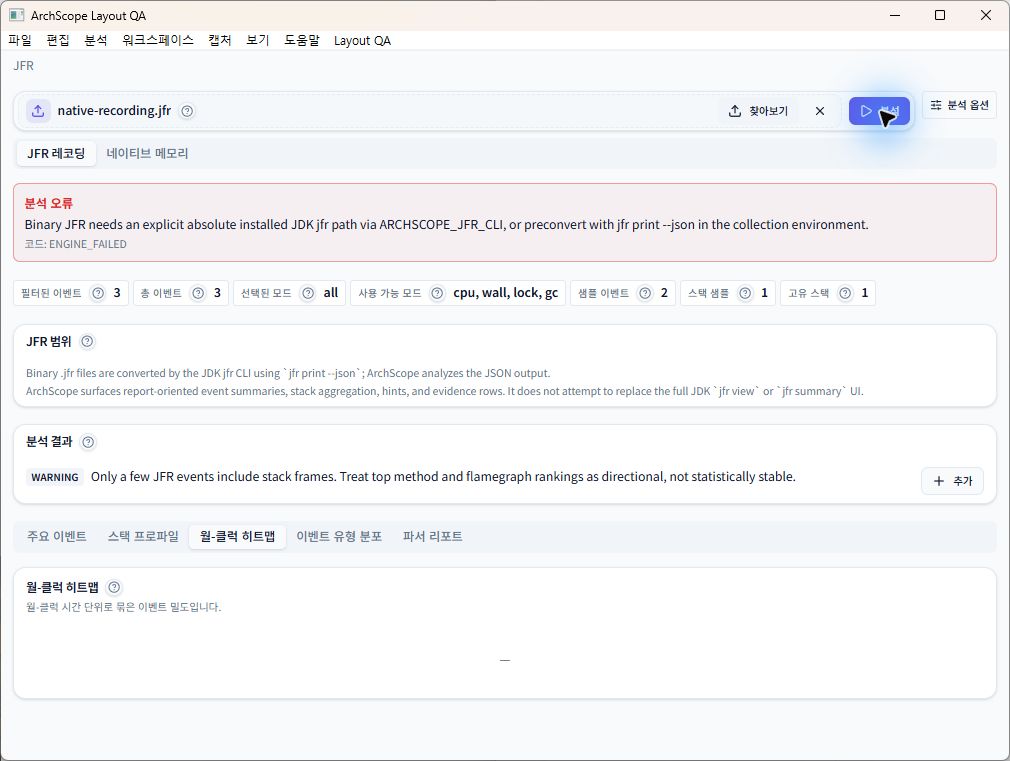 ArchScope Layout QA
파일 편집 분석 워크스페이스 캡처 보기 도움말 Layout QA
JFR
native-recording.jfr ? 찾아보기 분석 옵션
JFR 레코딩 네이티브 메모리
분석 오류
Binary JFR needs an explicit absolute installed JDK jfr path via ARCHSCOPE_JFR_CLI, or preconvert with jfr print --json in the collection environment.
코드: ENGINE_FAILED
필터된 이벤트 ? 3 총 이벤트 ? 3 선택된 모드 ? all 사용 가능 모드 ? cpu, wall, lock, gc 샘플 이벤트 ? 2 스택 샘플 ? 1 고유 스택 ? 1
JFR 범위 ?
Binary .jfr files are converted by the JDK jfr CLI using `jfr print --json`; ArchScope analyzes the JSON output.
ArchScope surfaces report-oriented event summaries, stack aggregation, hints, and evidence rows. It does not attempt to replace the full JDK `jfr view` or `jfr summary` UI.
분석 결과 ?
WARNING Only a few JFR events include stack frames. Treat top method and flamegraph rankings as directional, not statistically stable.
+ 추가
주요 이벤트 스택 프로파일 월-클럭 히트맵 이벤트 유형 분포 파서 리포트
월-클럭 히트맵 ?
월-클럭 시간 단위로 묶은 이벤트 밀도입니다.
—